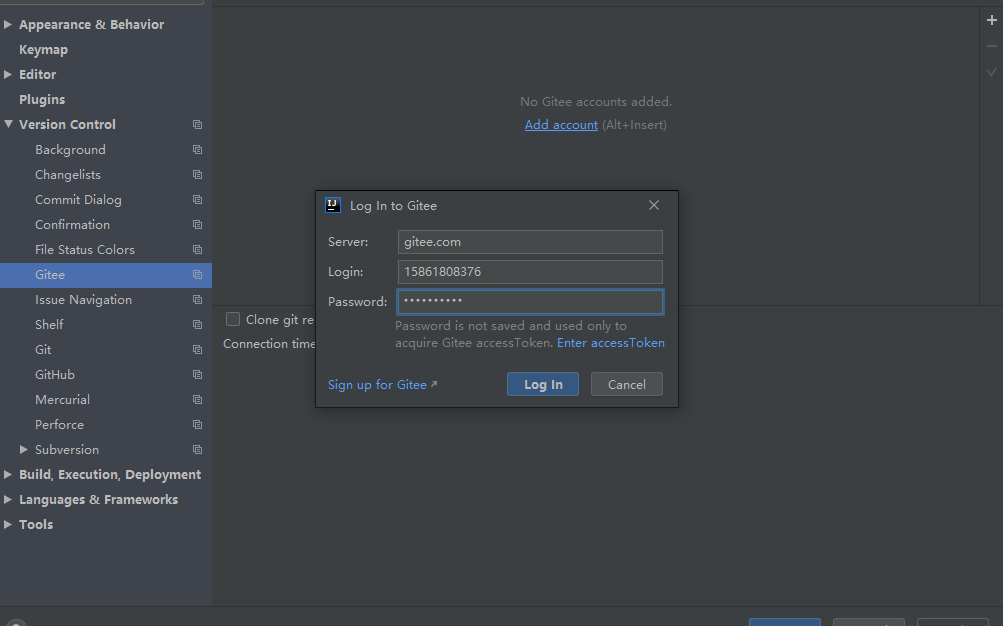 Appearance & Behavior
Keymap
Editor
Plugins
Version Control
Background
Changelists
Commit Dialog
Confirmation
File Status Colors
Gitee
Issue Navigation
Shelf
Git
GitHub
Mercurial
Perforce
Subversion
Build, Execution, Deployment
Languages & Frameworks
Tools
No Gitee accounts added.
Add account (Alt+Insert)
Clone git re
Connection time
IJ Log In to Gitee
Server: gitee.com
Login: 15861808376
Password: ••••••••••
Password is not saved and used only to
acquire Gitee accessToken. Enter accessToken
Sign up for Gitee
Log In
Cancel